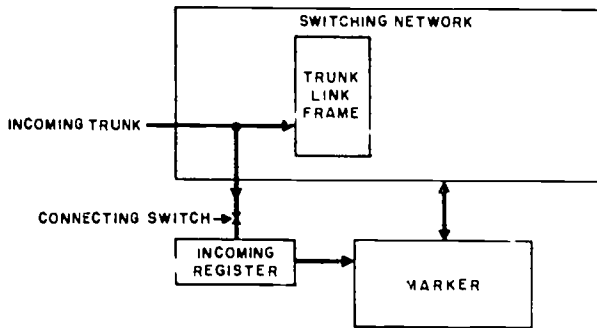 SWITCHING NETWORK
TRUNK
LINK
FRAME
INCOMING TRUNK
CONNECTING SWITCH
INCOMING
REGISTER
MARKER